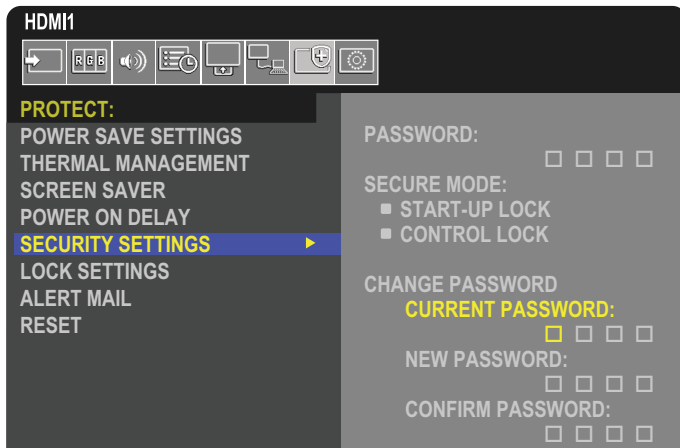 HDMI1
RGB
PROTECT:
POWER SAVE SETTINGS
THERMAL MANAGEMENT
SCREEN SAVER
POWER ON DELAY
SECURITY SETTINGS
LOCK SETTINGS
ALERT MAIL
RESET
PASSWORD:
SECURE MODE:
START-UP LOCK
CONTROL LOCK
CHANGE PASSWORD
CURRENT PASSWORD:
NEW PASSWORD:
CONFIRM PASSWORD: